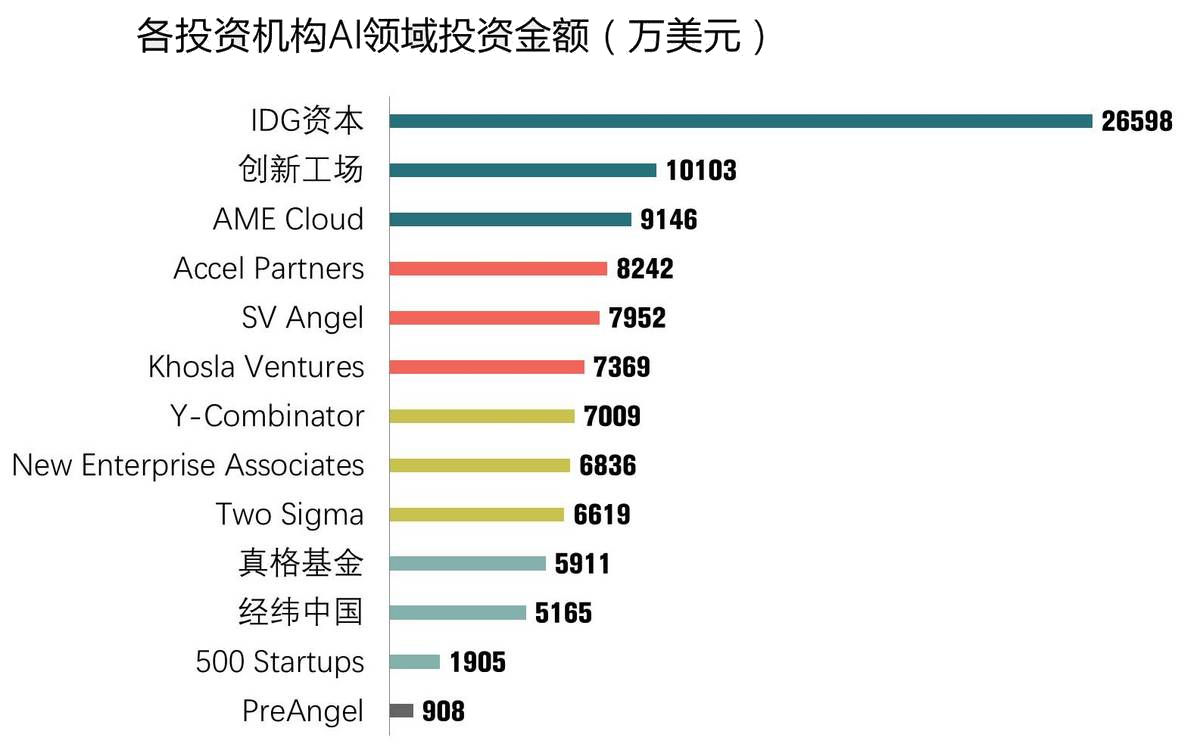 各投资机构AI领域投资金额（万美元）
IDG资本 26598
创新工场 10103
AME Cloud 9146
Accel Partners 8242
SV Angel 7952
Khosla Ventures 7369
Y-Combinator 7009
New Enterprise Associates 6836
Two Sigma 6619
真格基金 5911
经纬中国 5165
500 Startups 1905
PreAngel 908